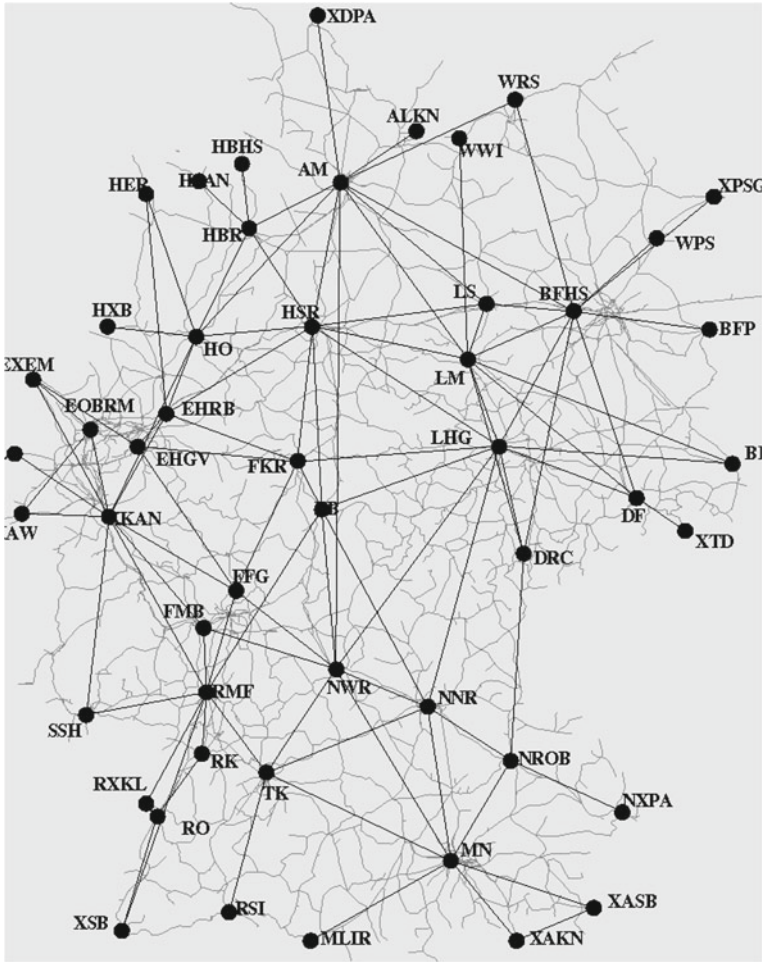 XDPA
WRS
ALKN
WWI
HBHS
AM
HER
XPSG
HBR
WPS
LS
BFHS
HXB
HSR
BFP
HO
LM
EXEM
EOBRM
EHRB
LHG
EHGV
FKR
DF
KKAN
XTD
DRC
FFG
FMB
RMF
NWR
NNR
SSH
RK
NROB
RXKL
TK
NXPA
RO
MN
XSB
RSI
XASB
MLIR
XAKN